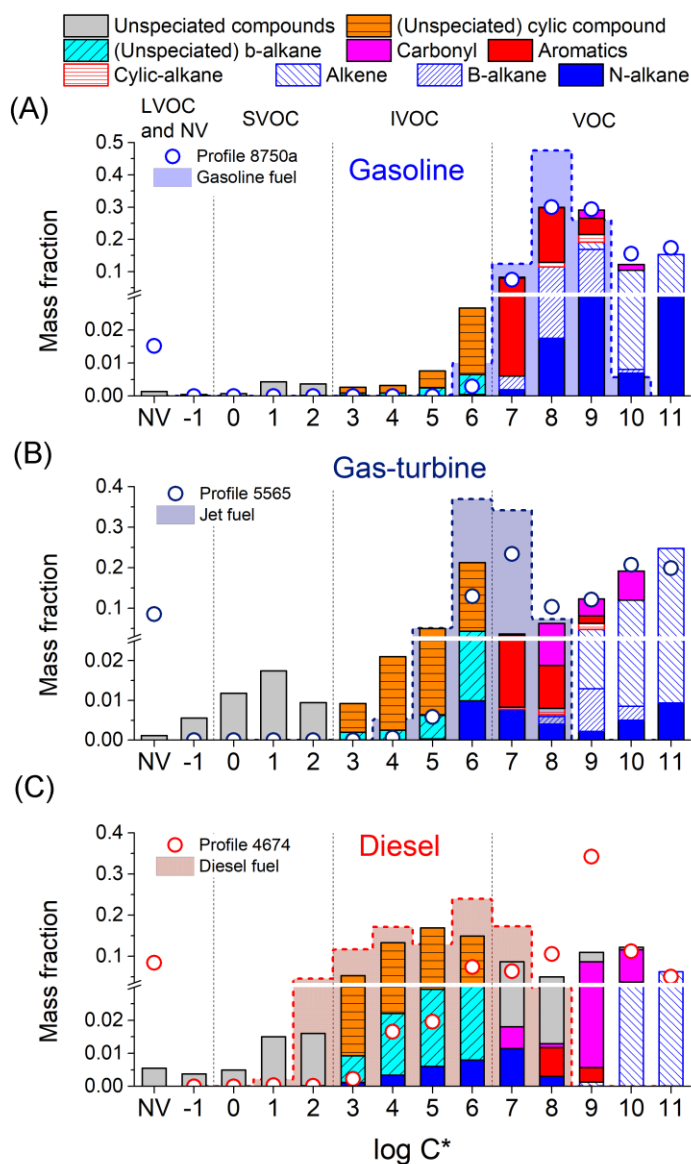 Unspeciated compounds (Unspeciated) cylic compound
(Unspeciated) b-alkane Carbonyl Aromatics
Cylic-alkane Alkene B-alkane N-alkane
(A)
LVOC
and NV SVOC IVOC VOC
Gasoline
Profile 8750a
Gasoline fuel
Mass fraction
0.5
0.4
0.3
0.2
0.1
0.02
0.01
0.00
NV -1 0 1 2 3 4 5 6 7 8 9 10 11
(B)
Gas-turbine
Profile 5565
Jet fuel
Mass fraction
0.4
0.3
0.2
0.1
0.02
0.01
0.00
NV -1 0 1 2 3 4 5 6 7 8 9 10 11
(C)
Diesel
Profile 4674
Diesel fuel
Mass fraction
0.4
0.3
0.2
0.1
0.02
0.01
0.00
NV -1 0 1 2 3 4 5 6 7 8 9 10 11
log C*